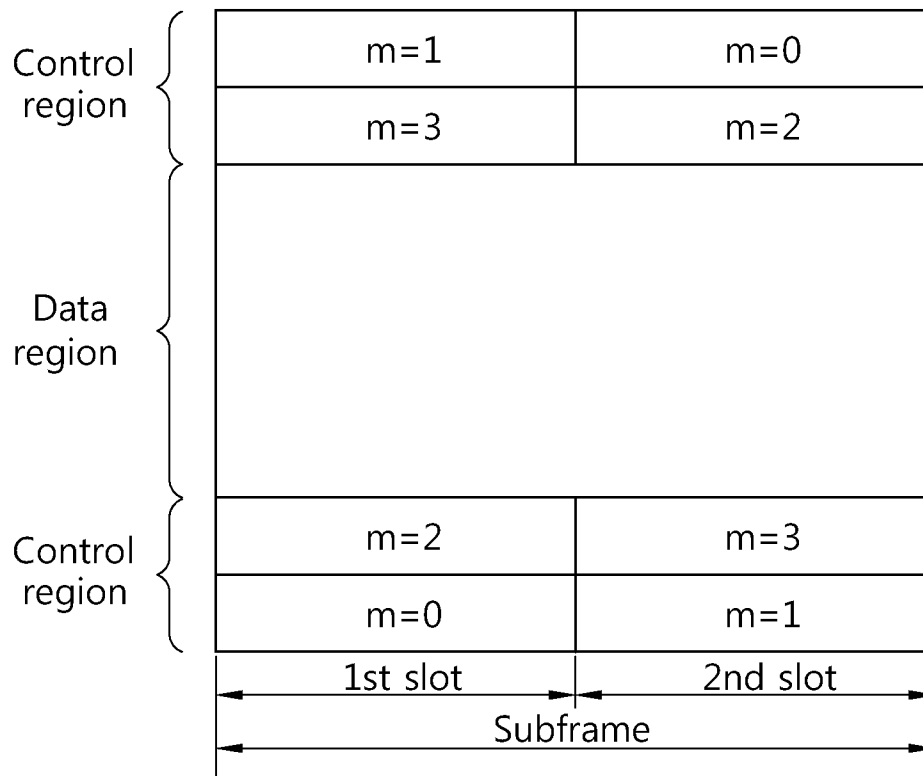 Control
region
m=1
m=0
m=3
m=2
Data
region
Control
region
m=2
m=3
m=0
m=1
1st slot
2nd slot
Subframe